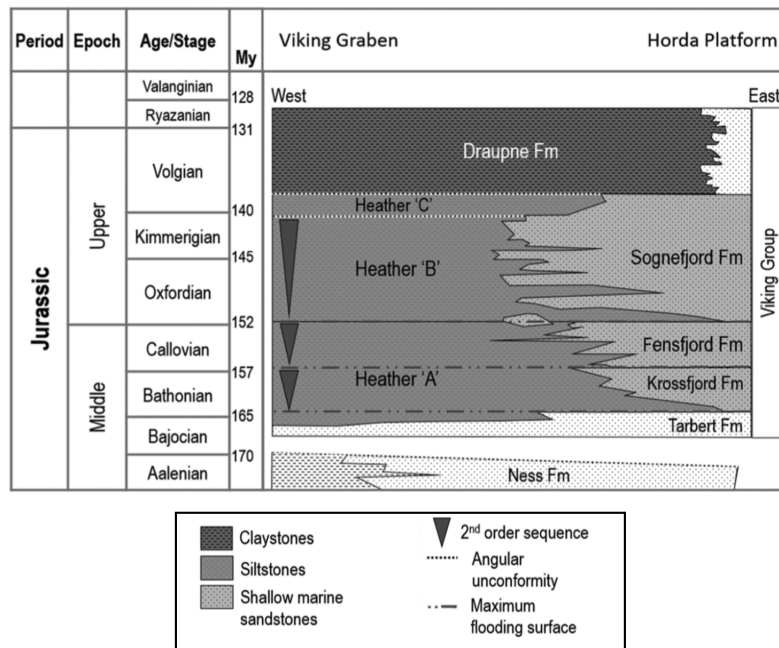 Period Epoch Age/Stage My Viking Graben Horda Platform
West East
Valanginian
128
Ryazanian
131
Draupne Fm
Volgian
Heather 'C'
140
Upper
Kimmerigian
145
Heather 'B'
Sognefjord Fm
Oxfordian
Viking Group
Jurassic
152
Callovian
Fensfjord Fm
157
Heather 'A'
Krossfjord Fm
Middle
Bathonian
165
Tarbert Fm
Bajocian
170
Aalenian
Ness Fm
Claystones
Siltstones
Shallow marine
sandstones
2nd order sequence
Angular
unconformity
Maximum
flooding surface